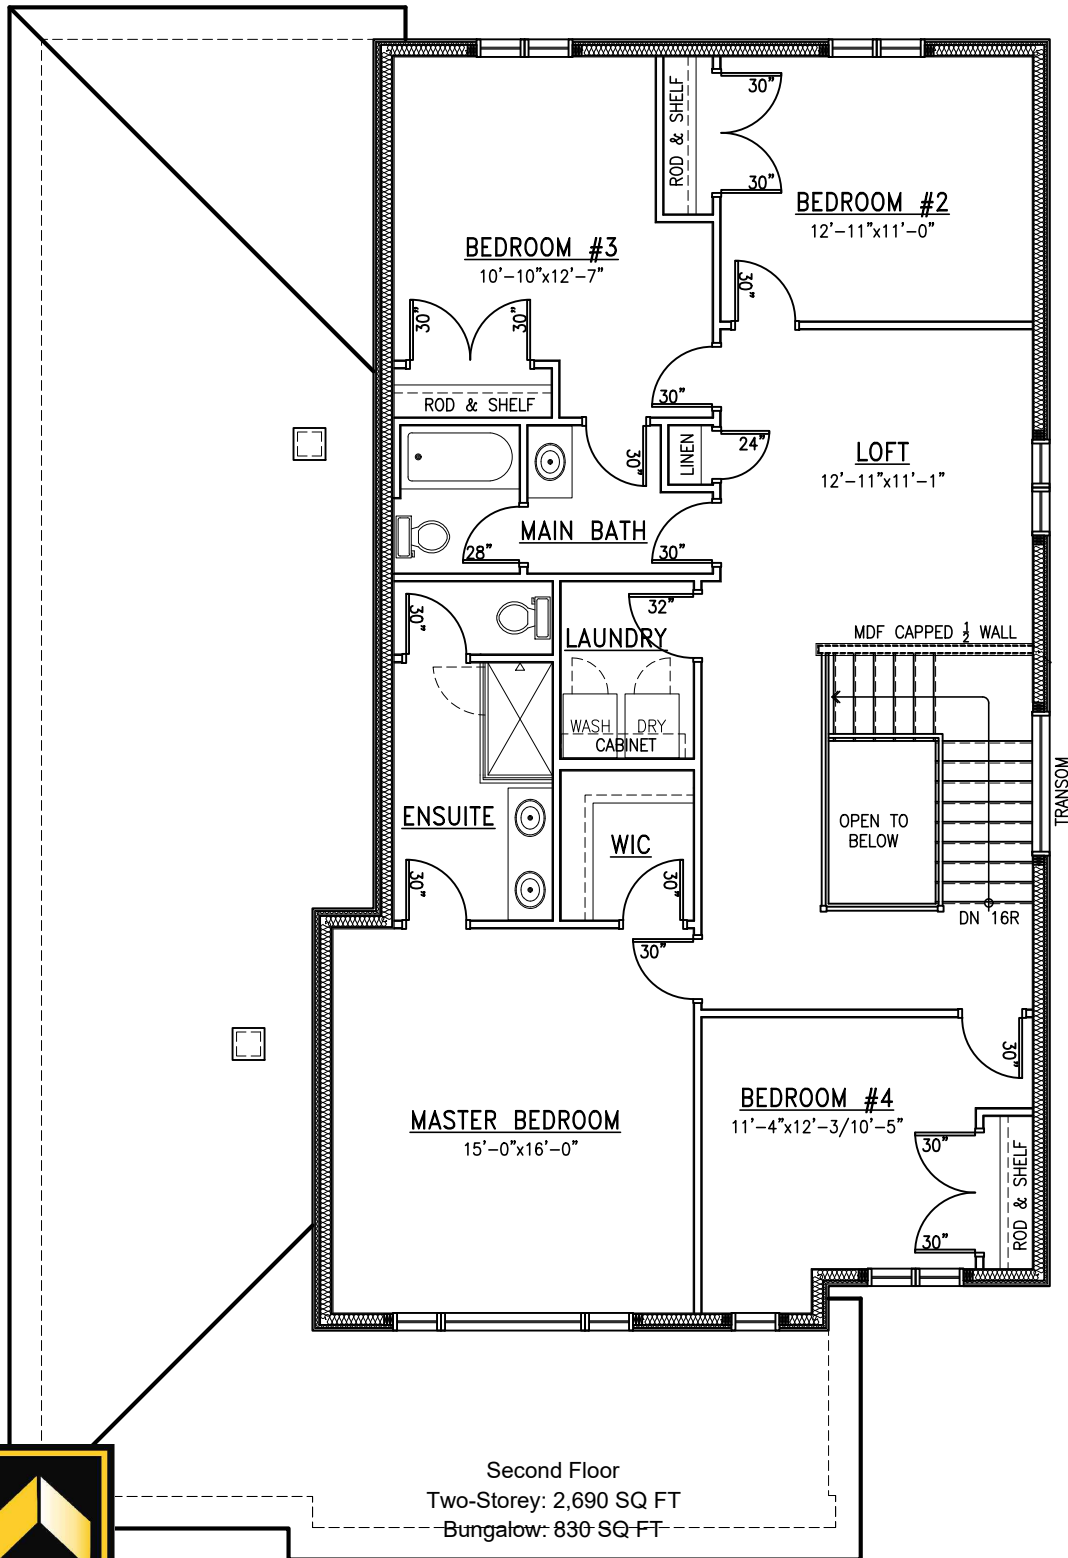 30"
ROD & SHELF
30"
BEDROOM #2
12'-11"x11'-0"
BEDROOM #3
10'-10"x12'-7"
30"
30"
30"
30"
ROD & SHELF
30"
24"
LINEN
30"
LOFT
12'-11"x11'-1"
MAIN BATH
28"
30"
30"
32"
LAUNDRY
MDF CAPPED 1/2 WALL
WASH
DRY
CABINET
TRANSOM
ENSUITE
WIC
OPEN TO
BELOW
30"
30"
DN 16R
30"
30"
BEDROOM #4
11'-4"x12'-3/10'-5"
MASTER BEDROOM
15'-0"x16'-0"
30"
ROD & SHELF
30"
Second Floor
Two-Storey: 2,690 SQ FT
Bungalow: 830 SQ FT